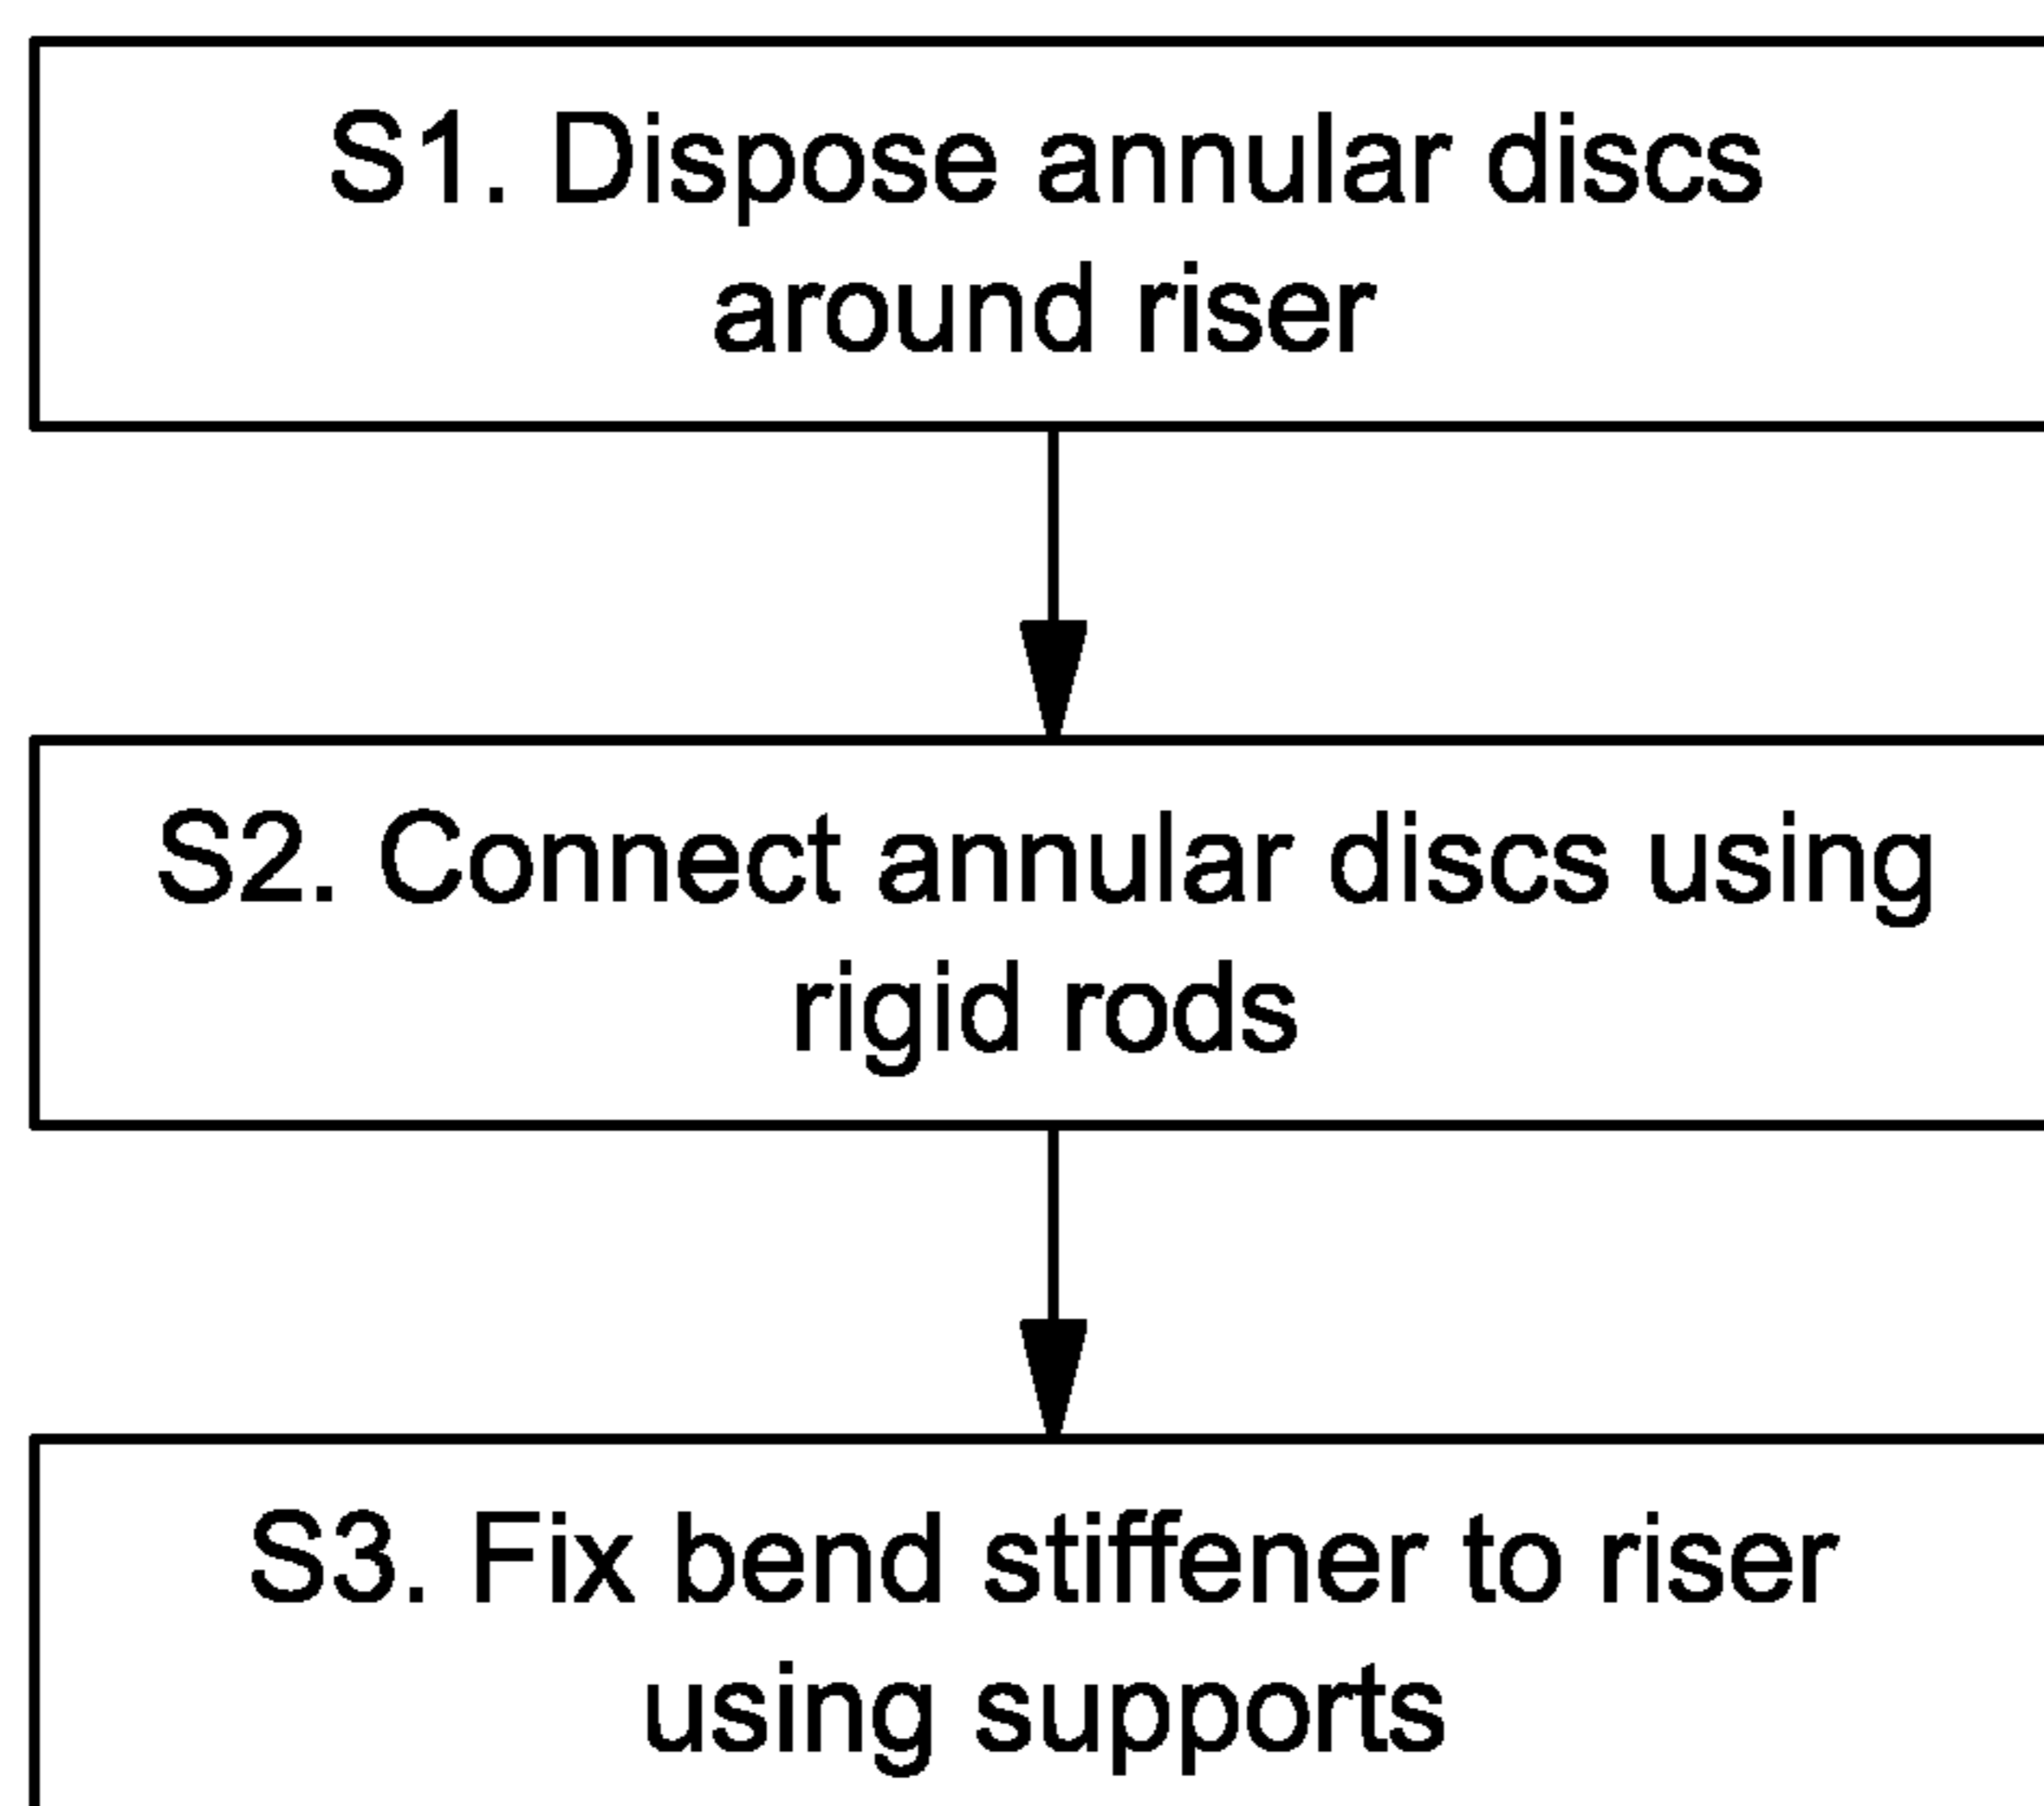 S1. Dispose annular discs
around riser
S2. Connect annular discs using
rigid rods
S3. Fix bend stiffener to riser
using supports